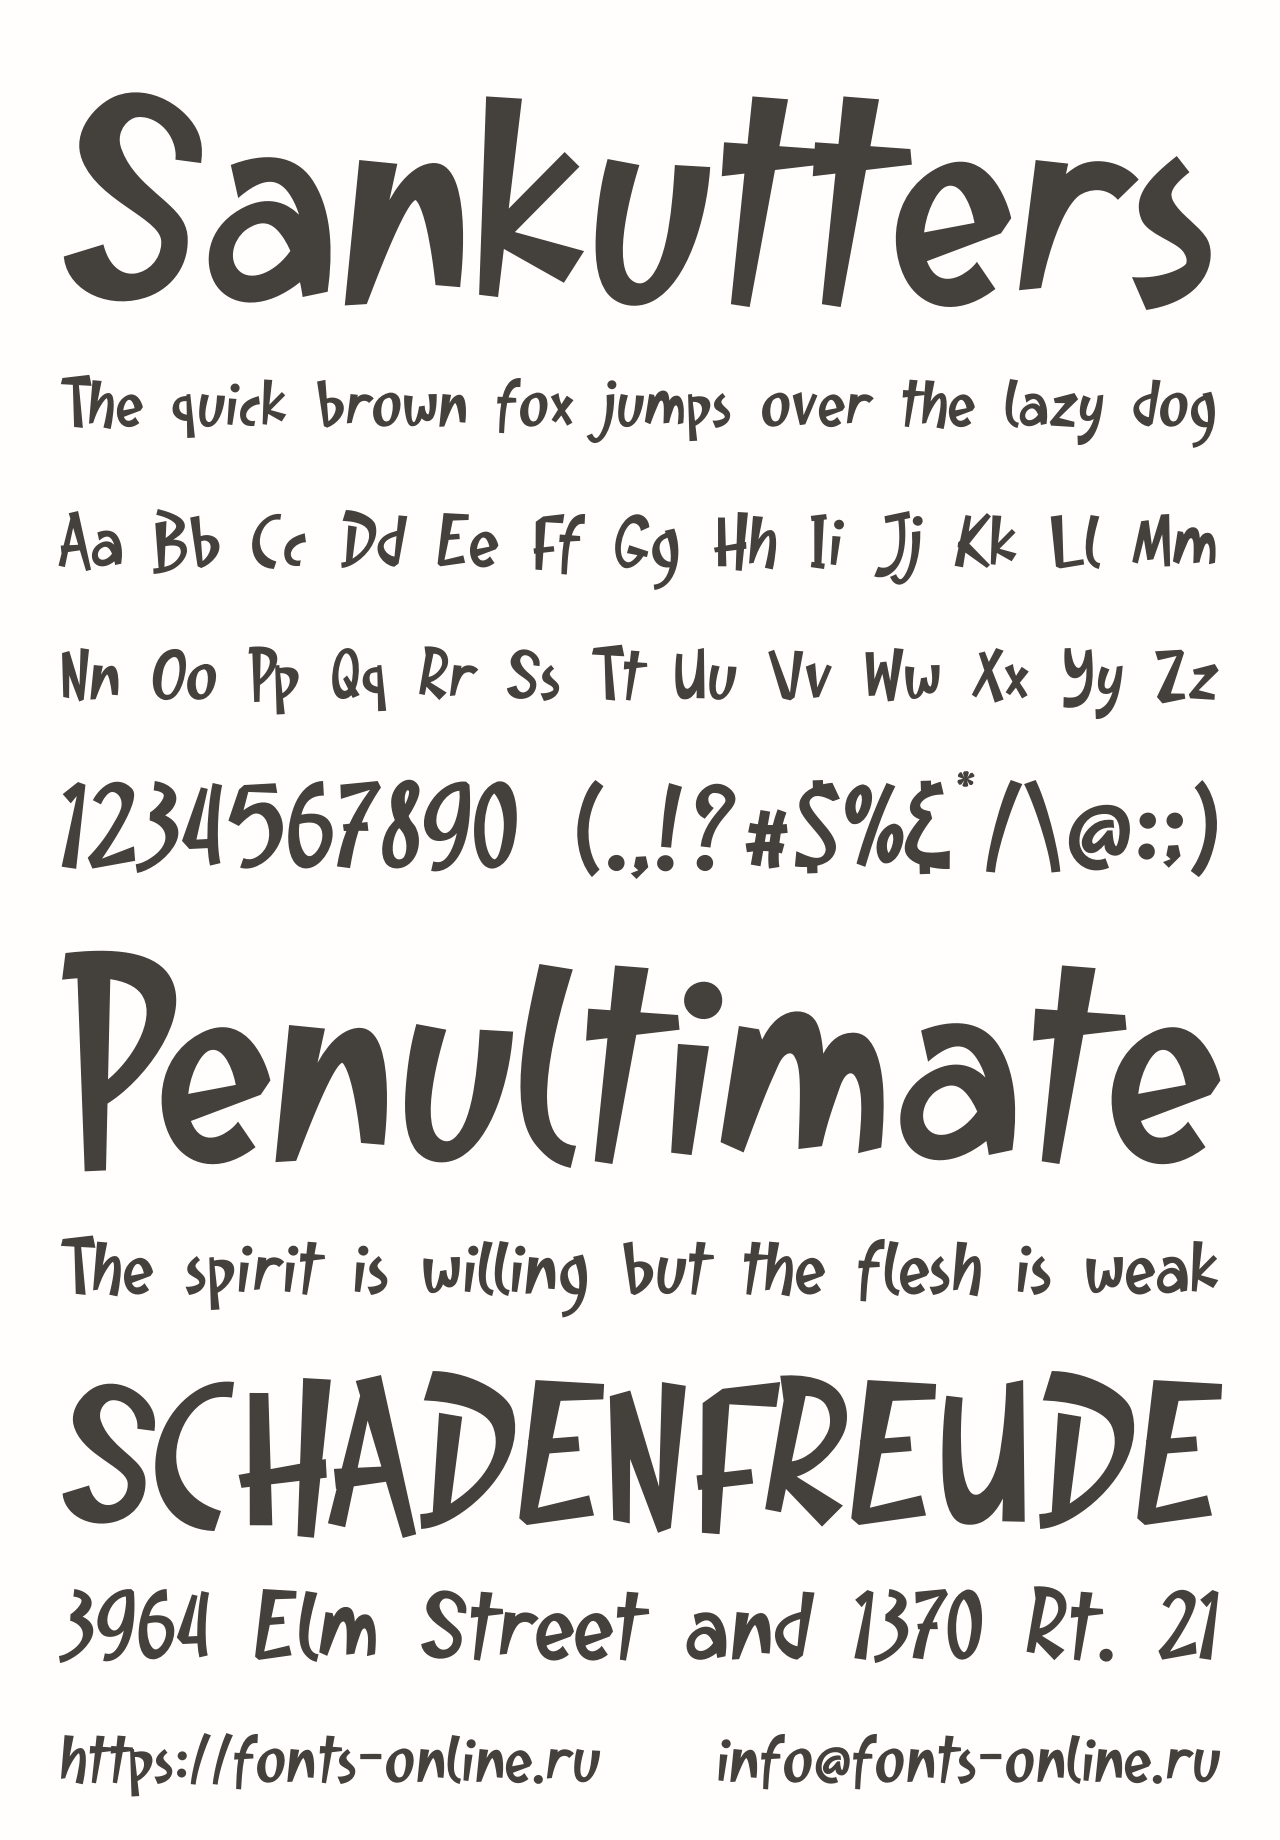 Sankutters
The quick brown fox jumps over the lazy dog
Aa Bb Cc Dd Ee Ff Gg Hh Ii Jj Kk Ll Mm
Nn Oo Pp Qq Rr Ss Tt Uu Vv Ww Xx Yy Zz
1234567890 (.,!?#$%&*/\@:;)
Penultimate
The spirit is willing but the flesh is weak
SCHADENFREUDE
3964 Elm Street and 1370 Rt. 21
https://fonts-online.ru info@fonts-online.ru